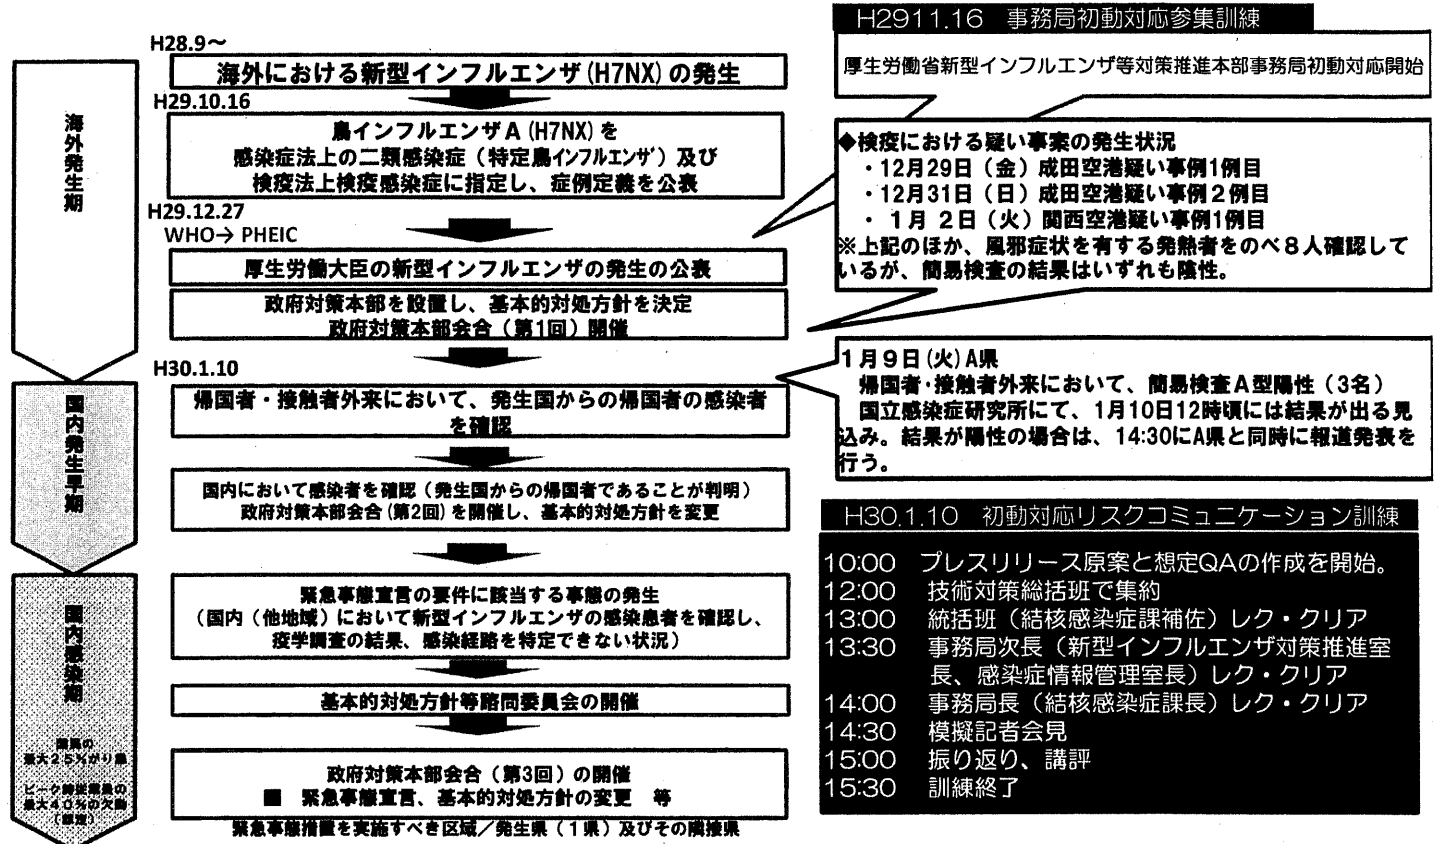 海外発生期
H28.9～
海外における新型インフルエンザ(H7NX)の発生
H29.10.16
鳥インフルエンザA(H7NX)を
感染症法上の二類感染症（特定鳥インフルエンザ）及び
検疫法上検疫感染症に指定し、症例定義を公表
H29.12.27
WHO→ PHEIC
厚生労働大臣の新型インフルエンザの発生の公表
政府対策本部を設置し、基本的対処方針を決定
政府対策本部会合（第1回）開催
国内発生早期
H30.1.10
帰国者・接触者外来において、発生国からの帰国者の感染者
を確認
国内において感染者を確認（発生国からの帰国者であることが判明）
政府対策本部会合(第2回)を開催し、基本的対処方針を変更
国内感染期
国民の
最大25%がり患
ピーク時従業員の
最大40%の欠勤
（想定）
緊急事態宣言の要件に該当する事態の発生
（国内（他地域）において新型インフルエンザの感染患者を確認し、
疫学調査の結果、感染経路を特定できない状況）
基本的対処方針等諮問委員会の開催
政府対策本部会合（第3回）の開催
■ 緊急事態宣言、基本的対処方針の変更 等
緊急事態措置を実施すべき区域／発生県（1県）及びその隣接県
H2911.16 事務局初動対応参集訓練
厚生労働省新型インフルエンザ等対策推進本部事務局初動対応開始
◆検疫における疑い事案の発生状況
・12月29日（金）成田空港疑い事例1例目
・12月31日（日）成田空港疑い事例２例目
・ 1月 2日（火）関西空港疑い事例1例目
※上記のほか、風邪症状を有する発熱者をのべ８人確認して
いるが、簡易検査の結果はいずれも陰性。
１月９日(火)A県
帰国者・接触者外来において、簡易検査A型陽性（3名）
国立感染症研究所にて、1月10日12時頃には結果が出る見
込み。結果が陽性の場合は、14:30にA県と同時に報道発表を
行う。
H30.1.10 初動対応リスクコミュニケーション訓練
10:00 プレスリリース原案と想定QAの作成を開始。
12:00 技術対策総括班で集約
13:00 統括班（結核感染症課補佐）レク・クリア
13:30 事務局次長（新型インフルエンザ対策推進室
長、感染症情報管理室長）レク・クリア
14:00 事務局長（結核感染症課長）レク・クリア
14:30 模擬記者会見
15:00 振り返り、講評
15:30 訓練終了